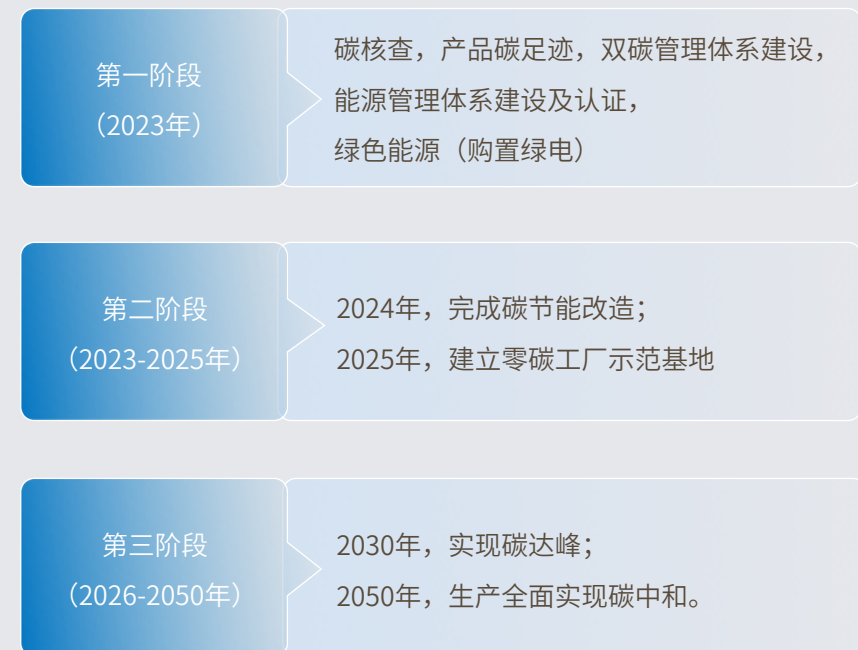 第一阶段
（2023年）
碳核查，产品碳足迹，双碳管理体系建设，
能源管理体系建设及认证，
绿色能源（购置绿电）
第二阶段
（2023-2025年）
2024年，完成碳节能改造；
2025年，建立零碳工厂示范基地
第三阶段
（2026-2050年）
2030年，实现碳达峰；
2050年，生产全面实现碳中和。